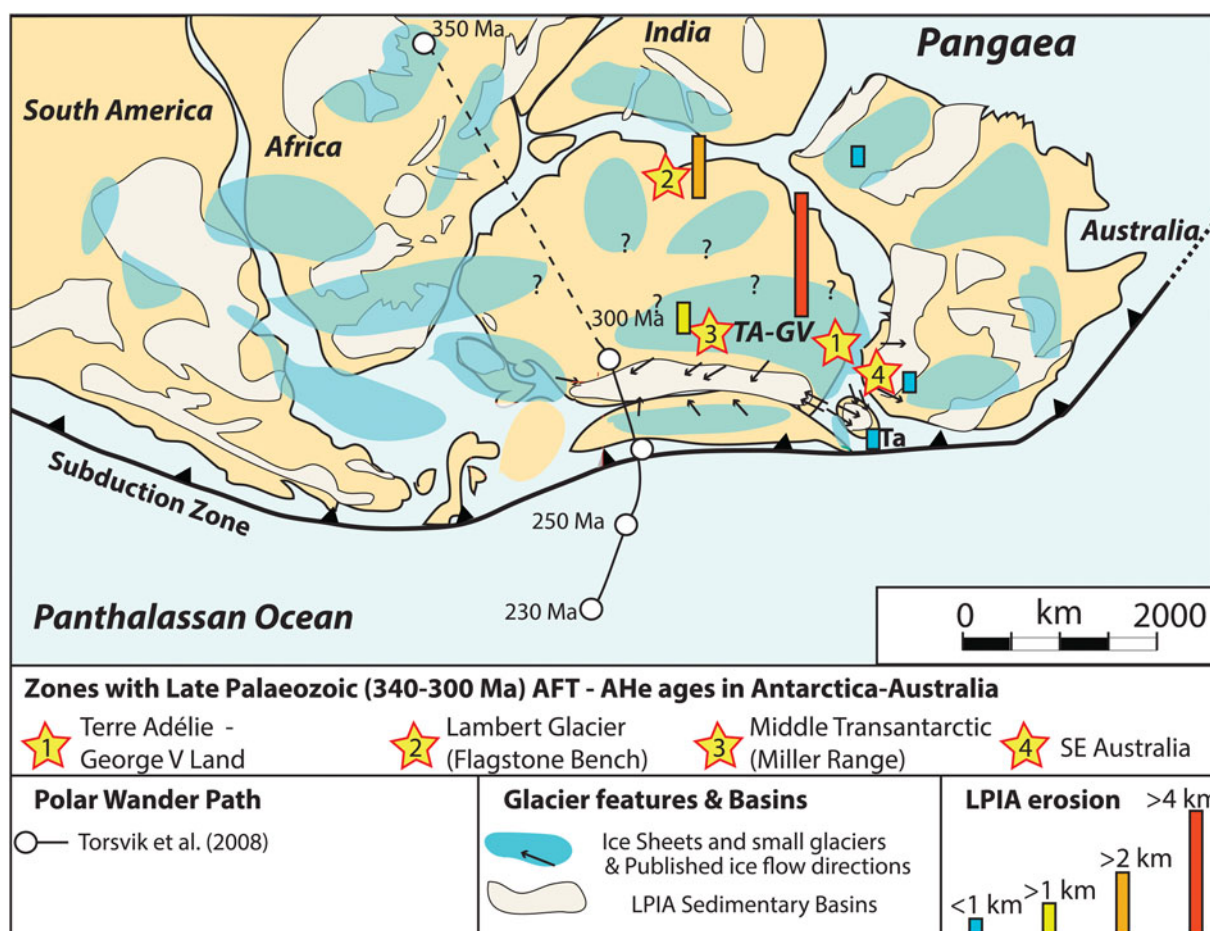 350 Ma
India
Pangaea
South America
Africa
2
?
?
Australia
?
?
?
?
300 Ma
3
TA-GV
1
4
Ta
Subduction Zone
250 Ma
230 Ma
Panthalassan Ocean
0 km 2000
Zones with Late Palaeozoic (340-300 Ma) AFT - AHe ages in Antarctica-Australia
1 Terre Adélie -
George V Land
2 Lambert Glacier
(Flagstone Bench)
3 Middle Transantarctic
(Miller Range)
4 SE Australia
Polar Wander Path
Torsvik et al. (2008)
Glacier features & Basins
Ice Sheets and small glaciers
& Published ice flow directions
LPIA Sedimentary Basins
LPIA erosion
>4 km
>2 km
>1 km
<1 km